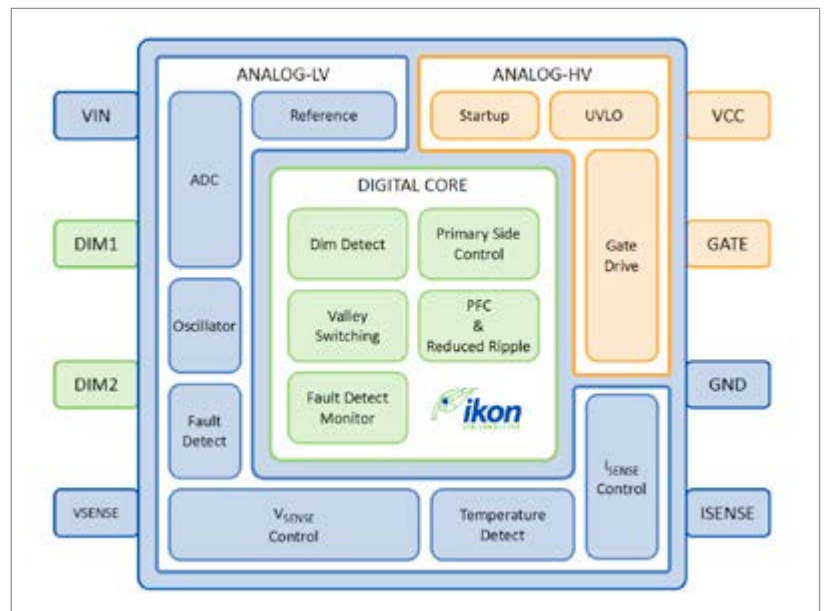 ANALOG-LV
ANALOG-HV
VIN
Reference
Startup
UVLO
VCC
ADC
DIGITAL CORE
DIM1
Dim Detect
Primary Side
Control
Gate
Drive
GATE
Oscillator
Valley
Switching
PFC
&
Reduced Ripple
DIM2
GND
Fault
Detect
Fault Detect
Monitor
ikon
SEMICONDUCTOR
ISENSE
Control
VSENSE
VSENSE
Control
Temperature
Detect
ISENSE